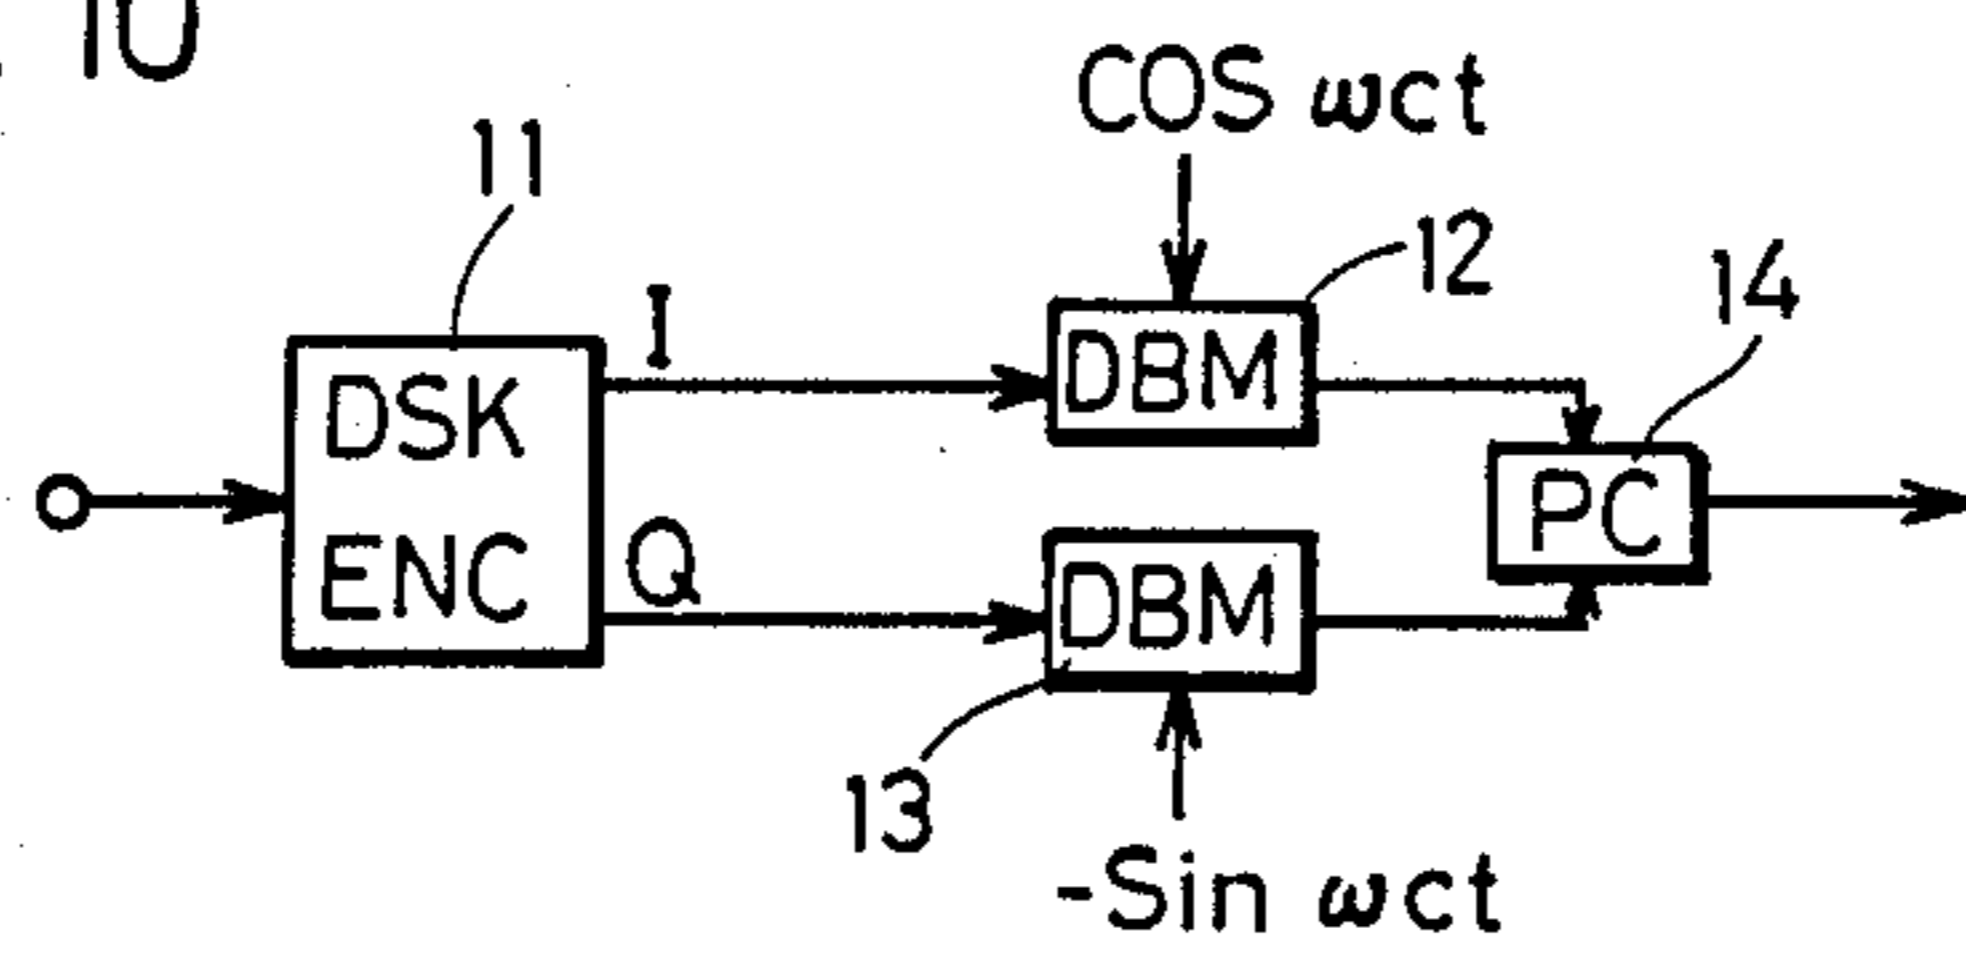 10
COS ωct
11
12
14
I
DBM
DSK
ENC
PC
Q
DBM
13
-Sin ωct